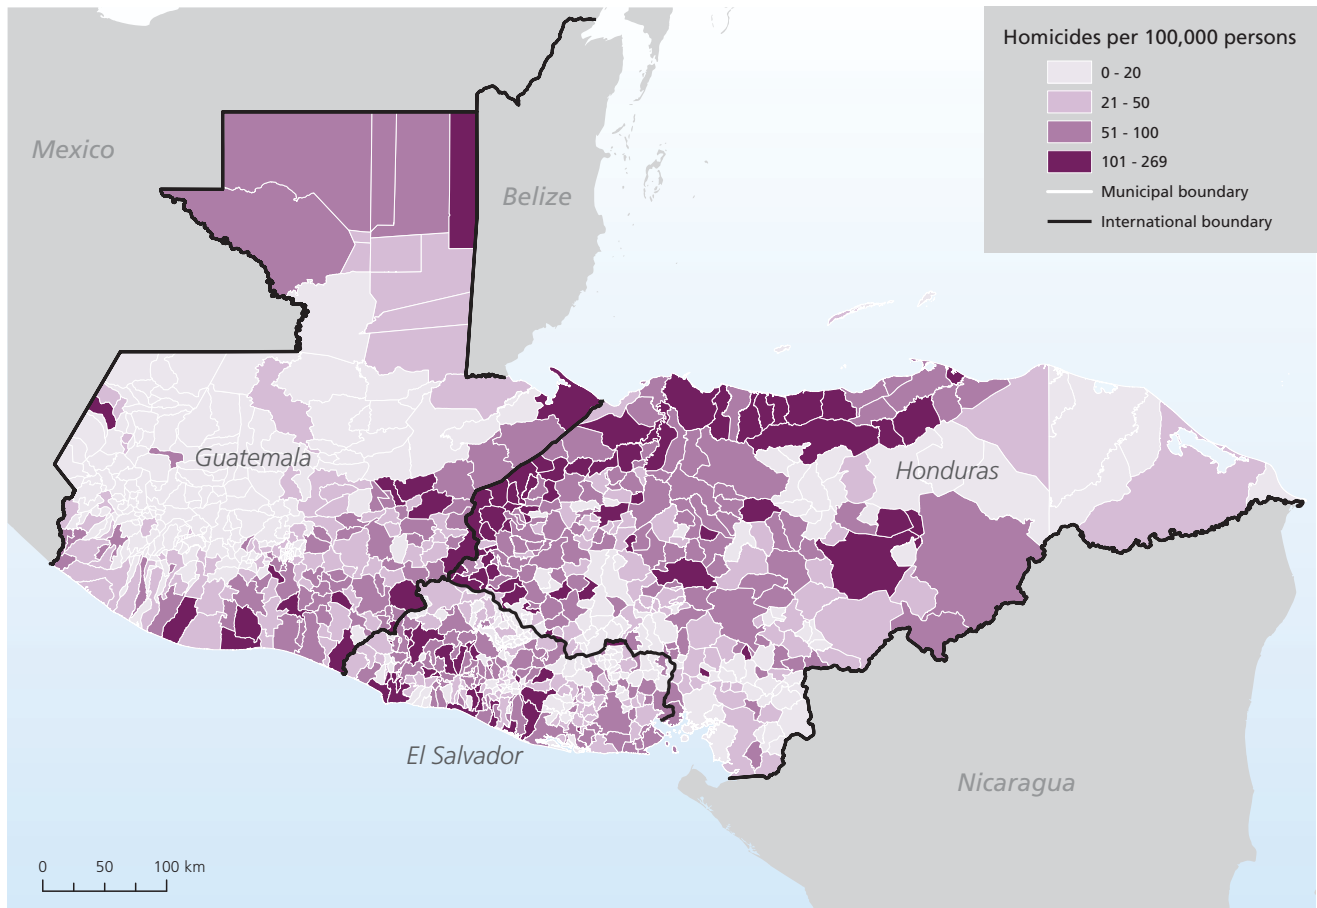 Homicides per 100,000 persons
0 - 20
21 - 50
51 - 100
101 - 269
Municipal boundary
International boundary
Mexico
Belize
Guatemala
Honduras
El Salvador
Nicaragua
0 50 100 km